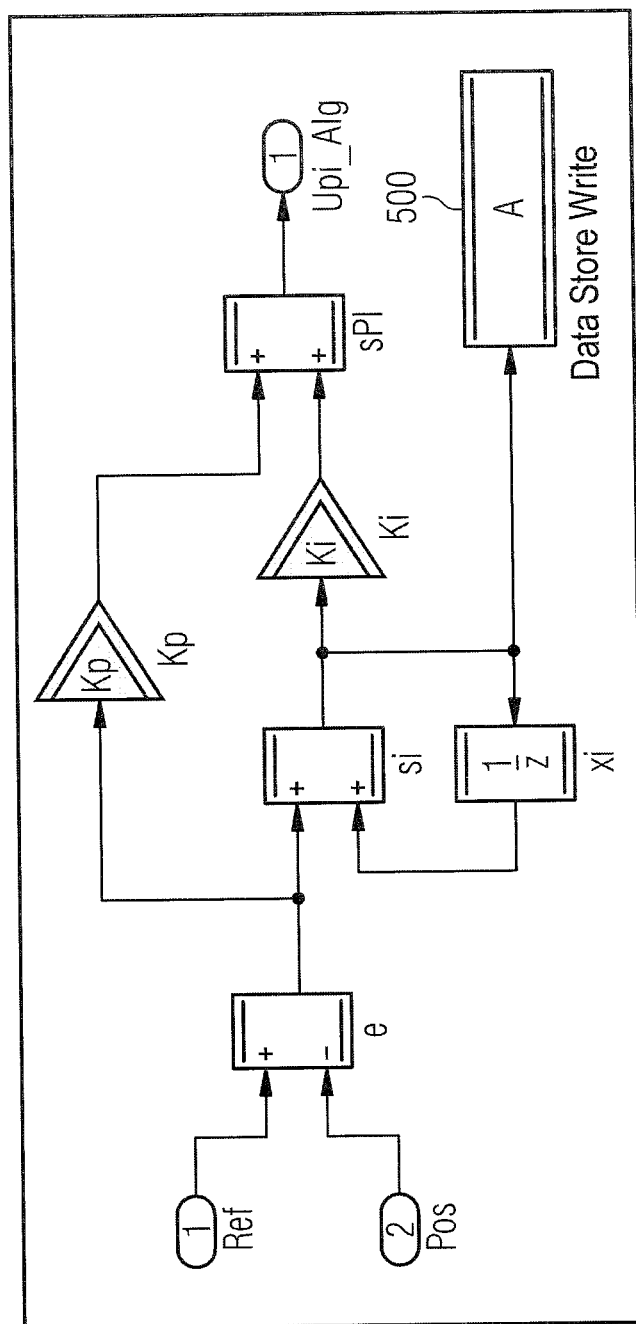 1
Ref
2
Pos
+
−
e
Kp
Kp
+
+
si
1
z
xi
Ki
Ki
+
+
sPI
1
Upi_Alg
500
A
Data Store Write